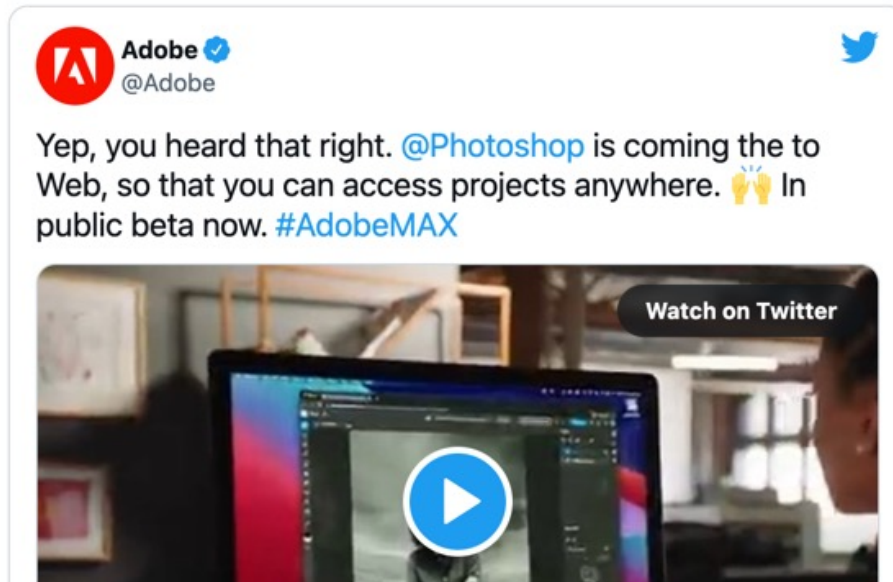 Adobe
@Adobe
Yep, you heard that right. @Photoshop is coming the to
Web, so that you can access projects anywhere. 🙌 In
public beta now. #AdobeMAX
Watch on Twitter